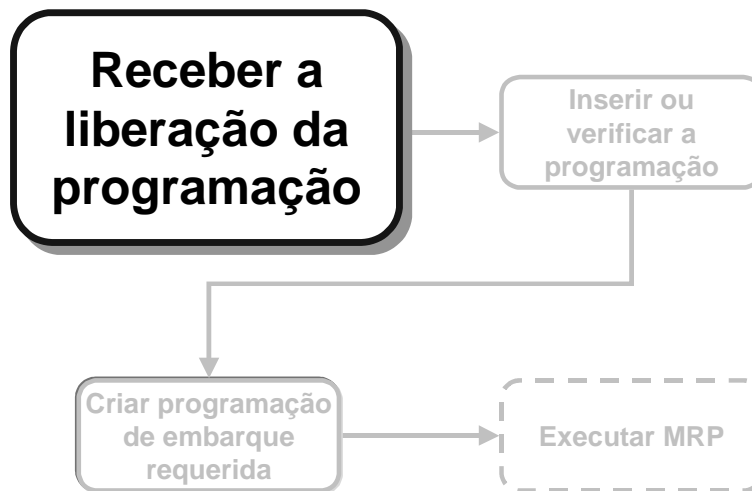 Receber a
liberação da
programação
Inserir ou
verificar a
programação
Criar programação
de embarque
requerida
Executar MRP